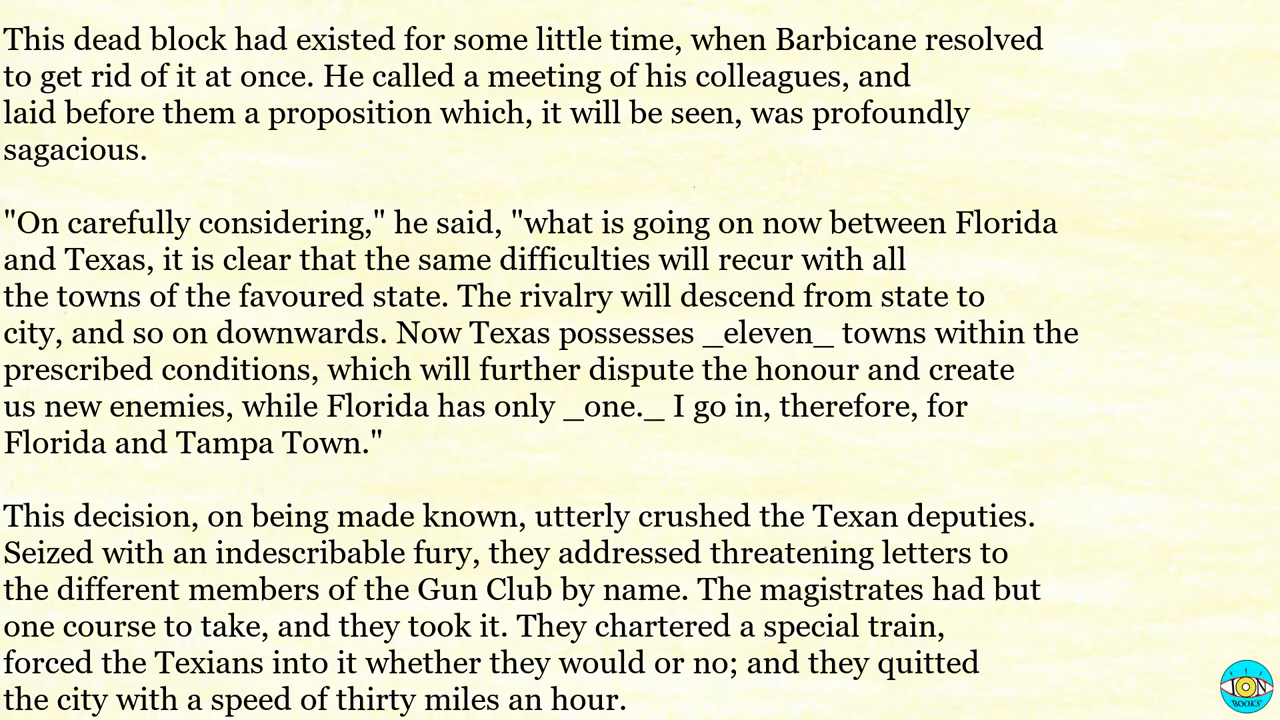 This dead block had existed for some little time, when Barbicane resolved
to get rid of it at once. He called a meeting of his colleagues, and
laid before them a proposition which, it will be seen, was profoundly
sagacious.
"On carefully considering," he said, "what is going on now between Florida
and Texas, it is clear that the same difficulties will recur with all
the towns of the favoured state. The rivalry will descend from state to
city, and so on downwards. Now Texas possesses _eleven_ towns within the
prescribed conditions, which will further dispute the honour and create
us new enemies, while Florida has only _one._ I go in, therefore, for
Florida and Tampa Town."
This decision, on being made known, utterly crushed the Texan deputies.
Seized with an indescribable fury, they addressed threatening letters to
the different members of the Gun Club by name. The magistrates had but
one course to take, and they took it. They chartered a special train,
forced the Texians into it whether they would or no; and they quitted
the city with a speed of thirty miles an hour.
ION
BOOKS